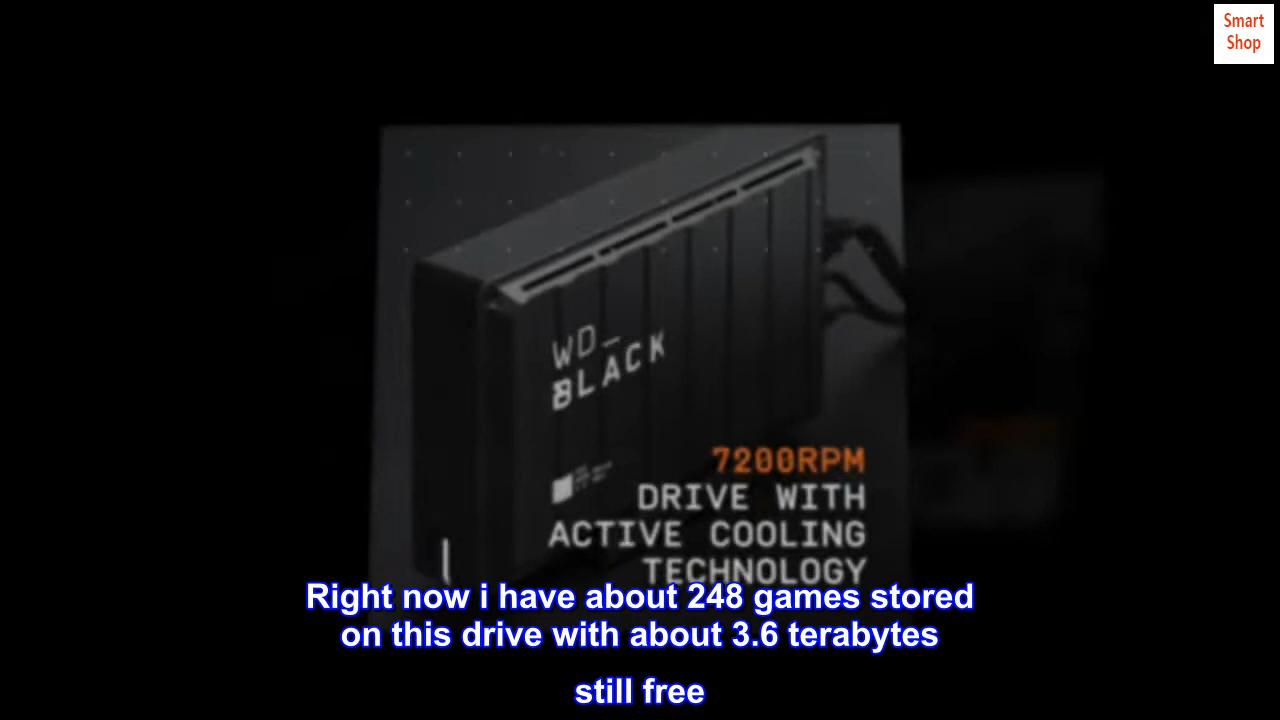 Smart
Shop
WD_
BLACK
7200RPM
DRIVE WITH
ACTIVE COOLING
TECHNOLOGY
Right now i have about 248 games stored
on this drive with about 3.6 terabytes
still free